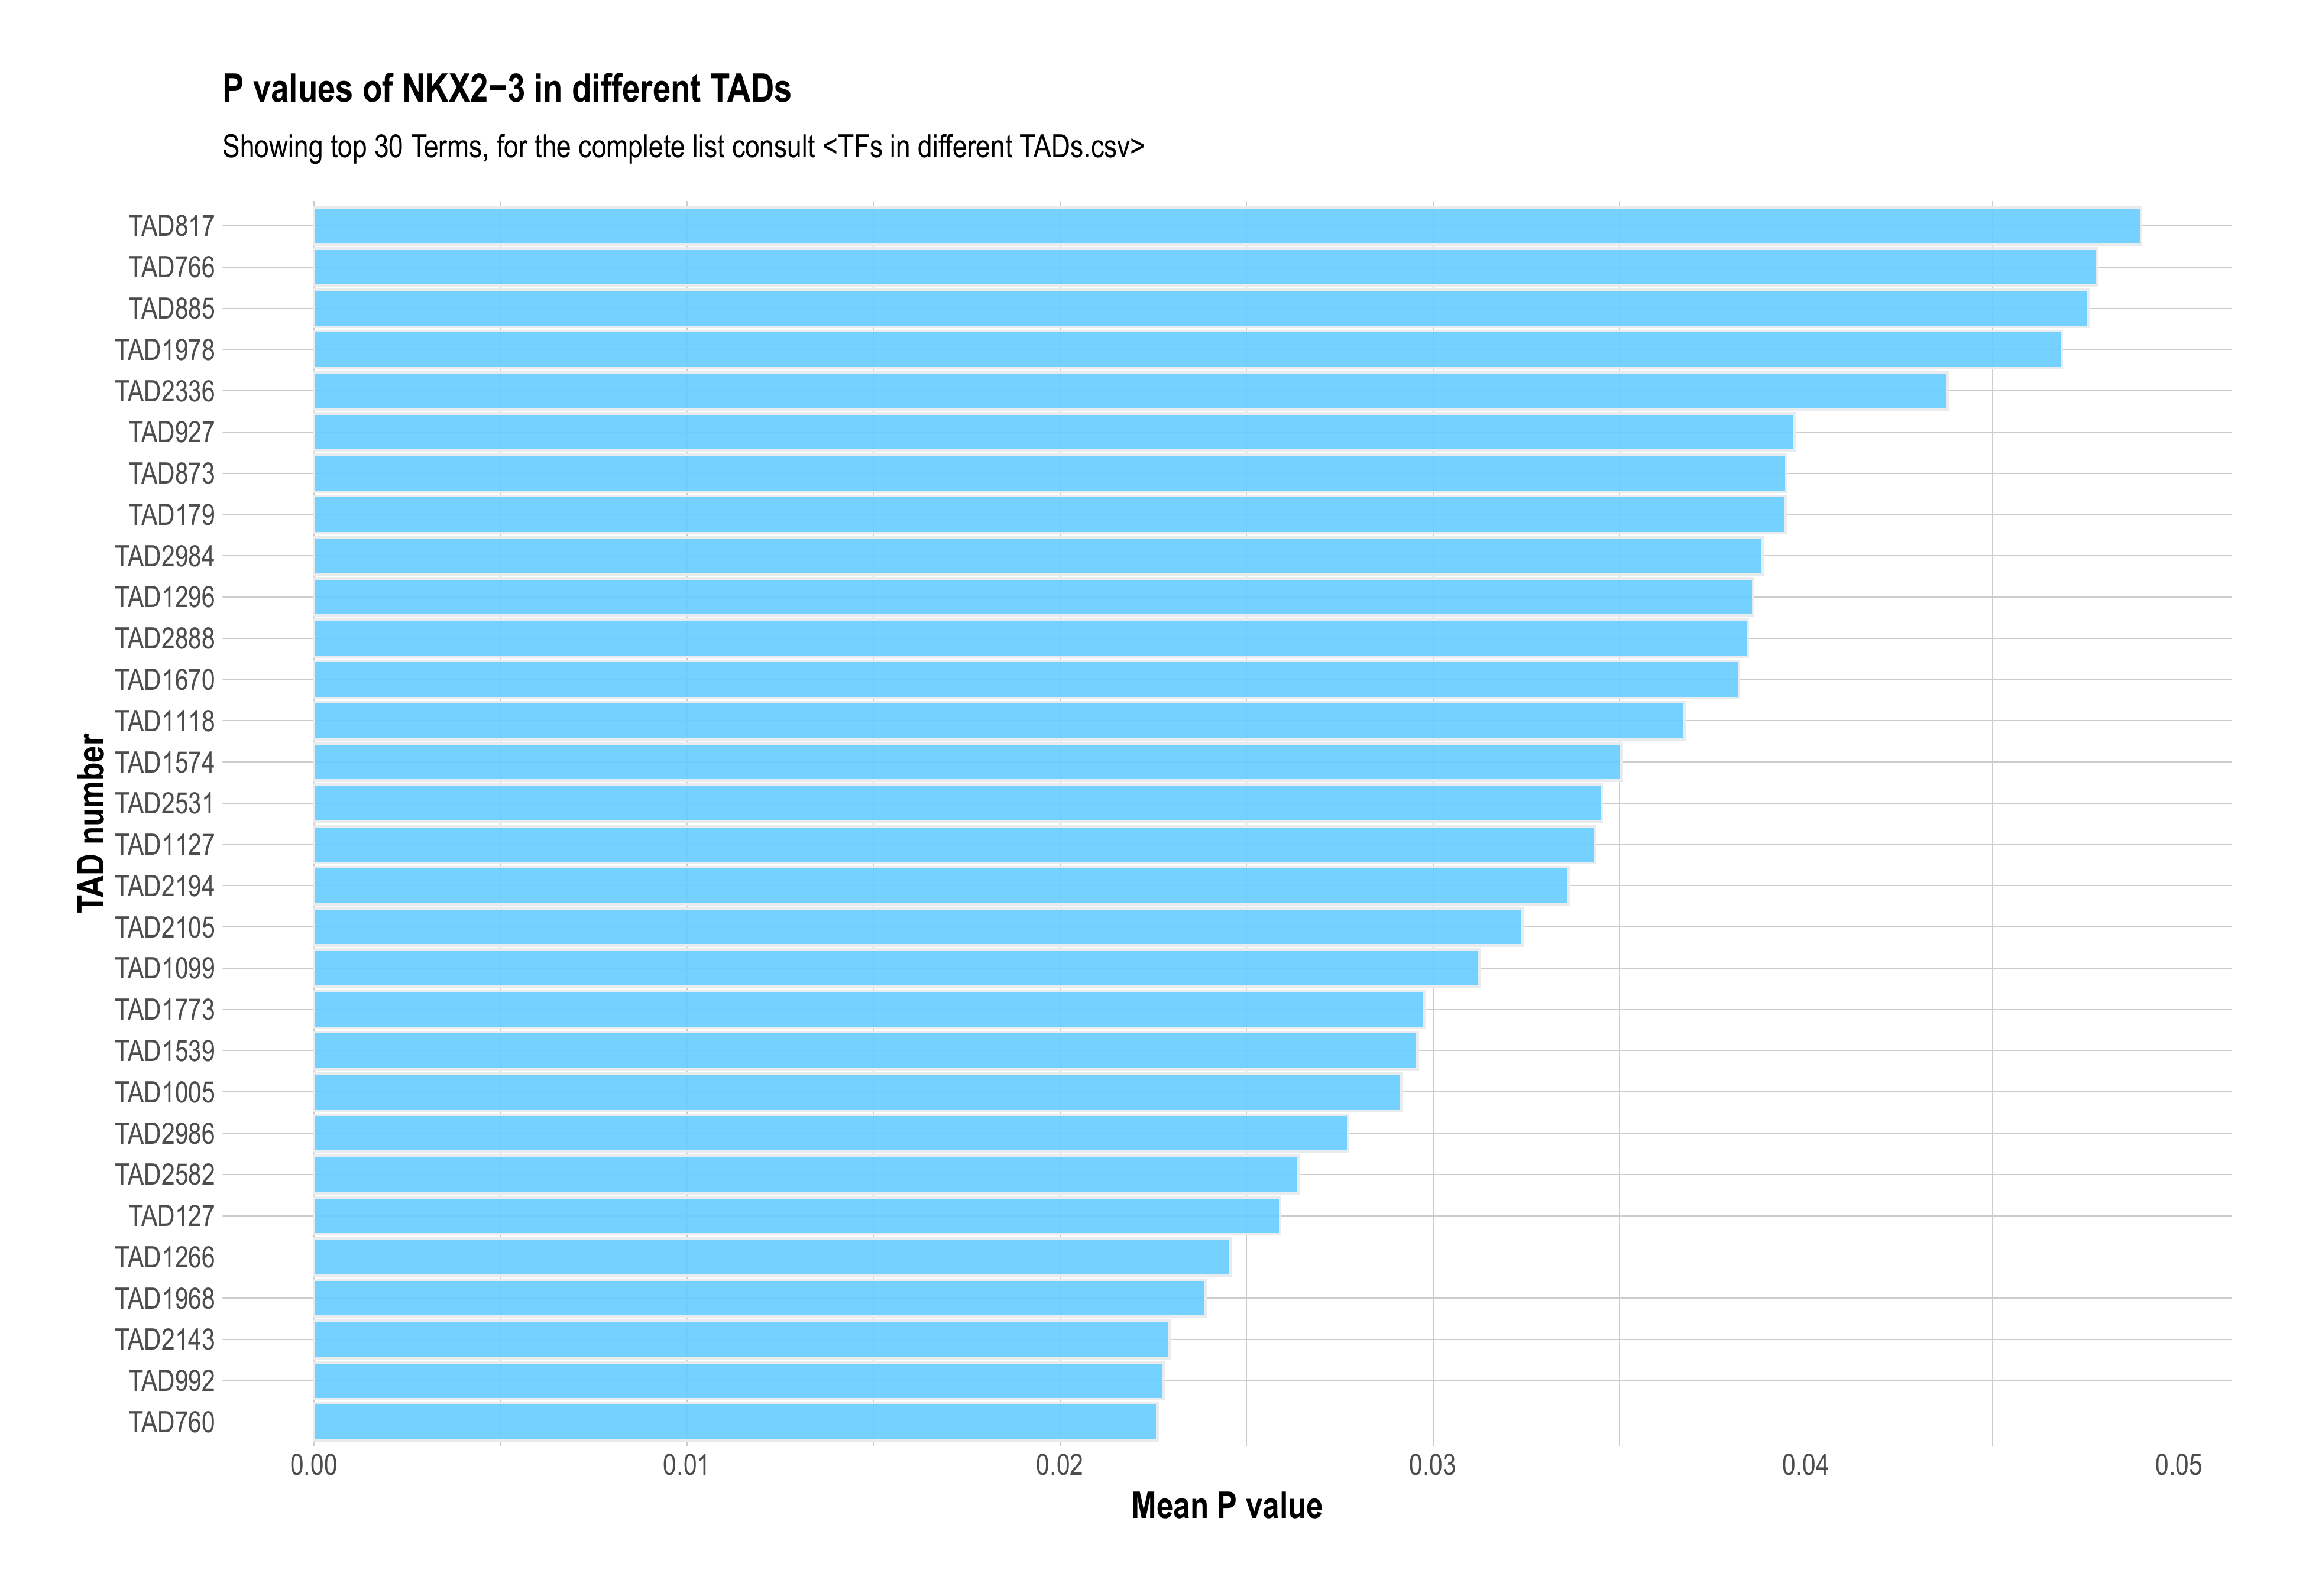 P values of NKX2−3 in different TADs
Showing top 30 Terms, for the complete list consult <TFs in different TADs.csv>
TAD817
TAD766
TAD885
TAD1978
TAD2336
TAD927
TAD873
TAD179
TAD2984
TAD1296
TAD2888
TAD1670
TAD1118
TAD1574
TAD2531
TAD1127
TAD2194
TAD2105
TAD1099
TAD1773
TAD1539
TAD1005
TAD2986
TAD2582
TAD127
TAD1266
TAD1968
TAD2143
TAD992
TAD760
TAD number
0.00 0.01 0.02 0.03 0.04 0.05
Mean P value